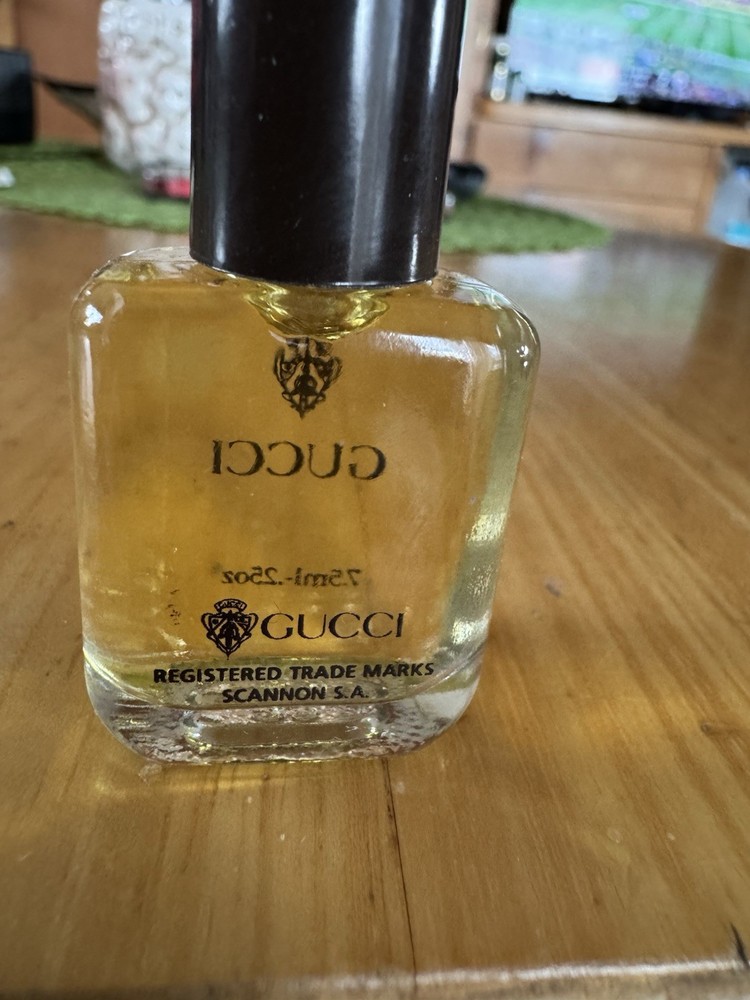 GUCCI
7.5ml-.25oz
GUCCI
REGISTERED TRADE MARKS
SCANNON S.A.